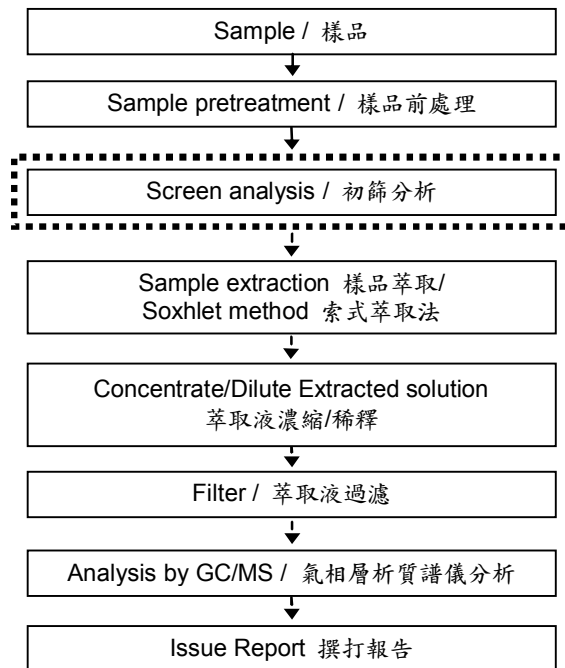 Sample / 樣品
Sample pretreatment / 樣品前處理
Screen analysis / 初篩分析
Sample extraction 樣品萃取/
Soxhlet method 索式萃取法
Concentrate/Dilute Extracted solution
萃取液濃縮/稀釋
Filter / 萃取液過濾
Analysis by GC/MS / 氣相層析質譜儀分析
Issue Report 撰打報告